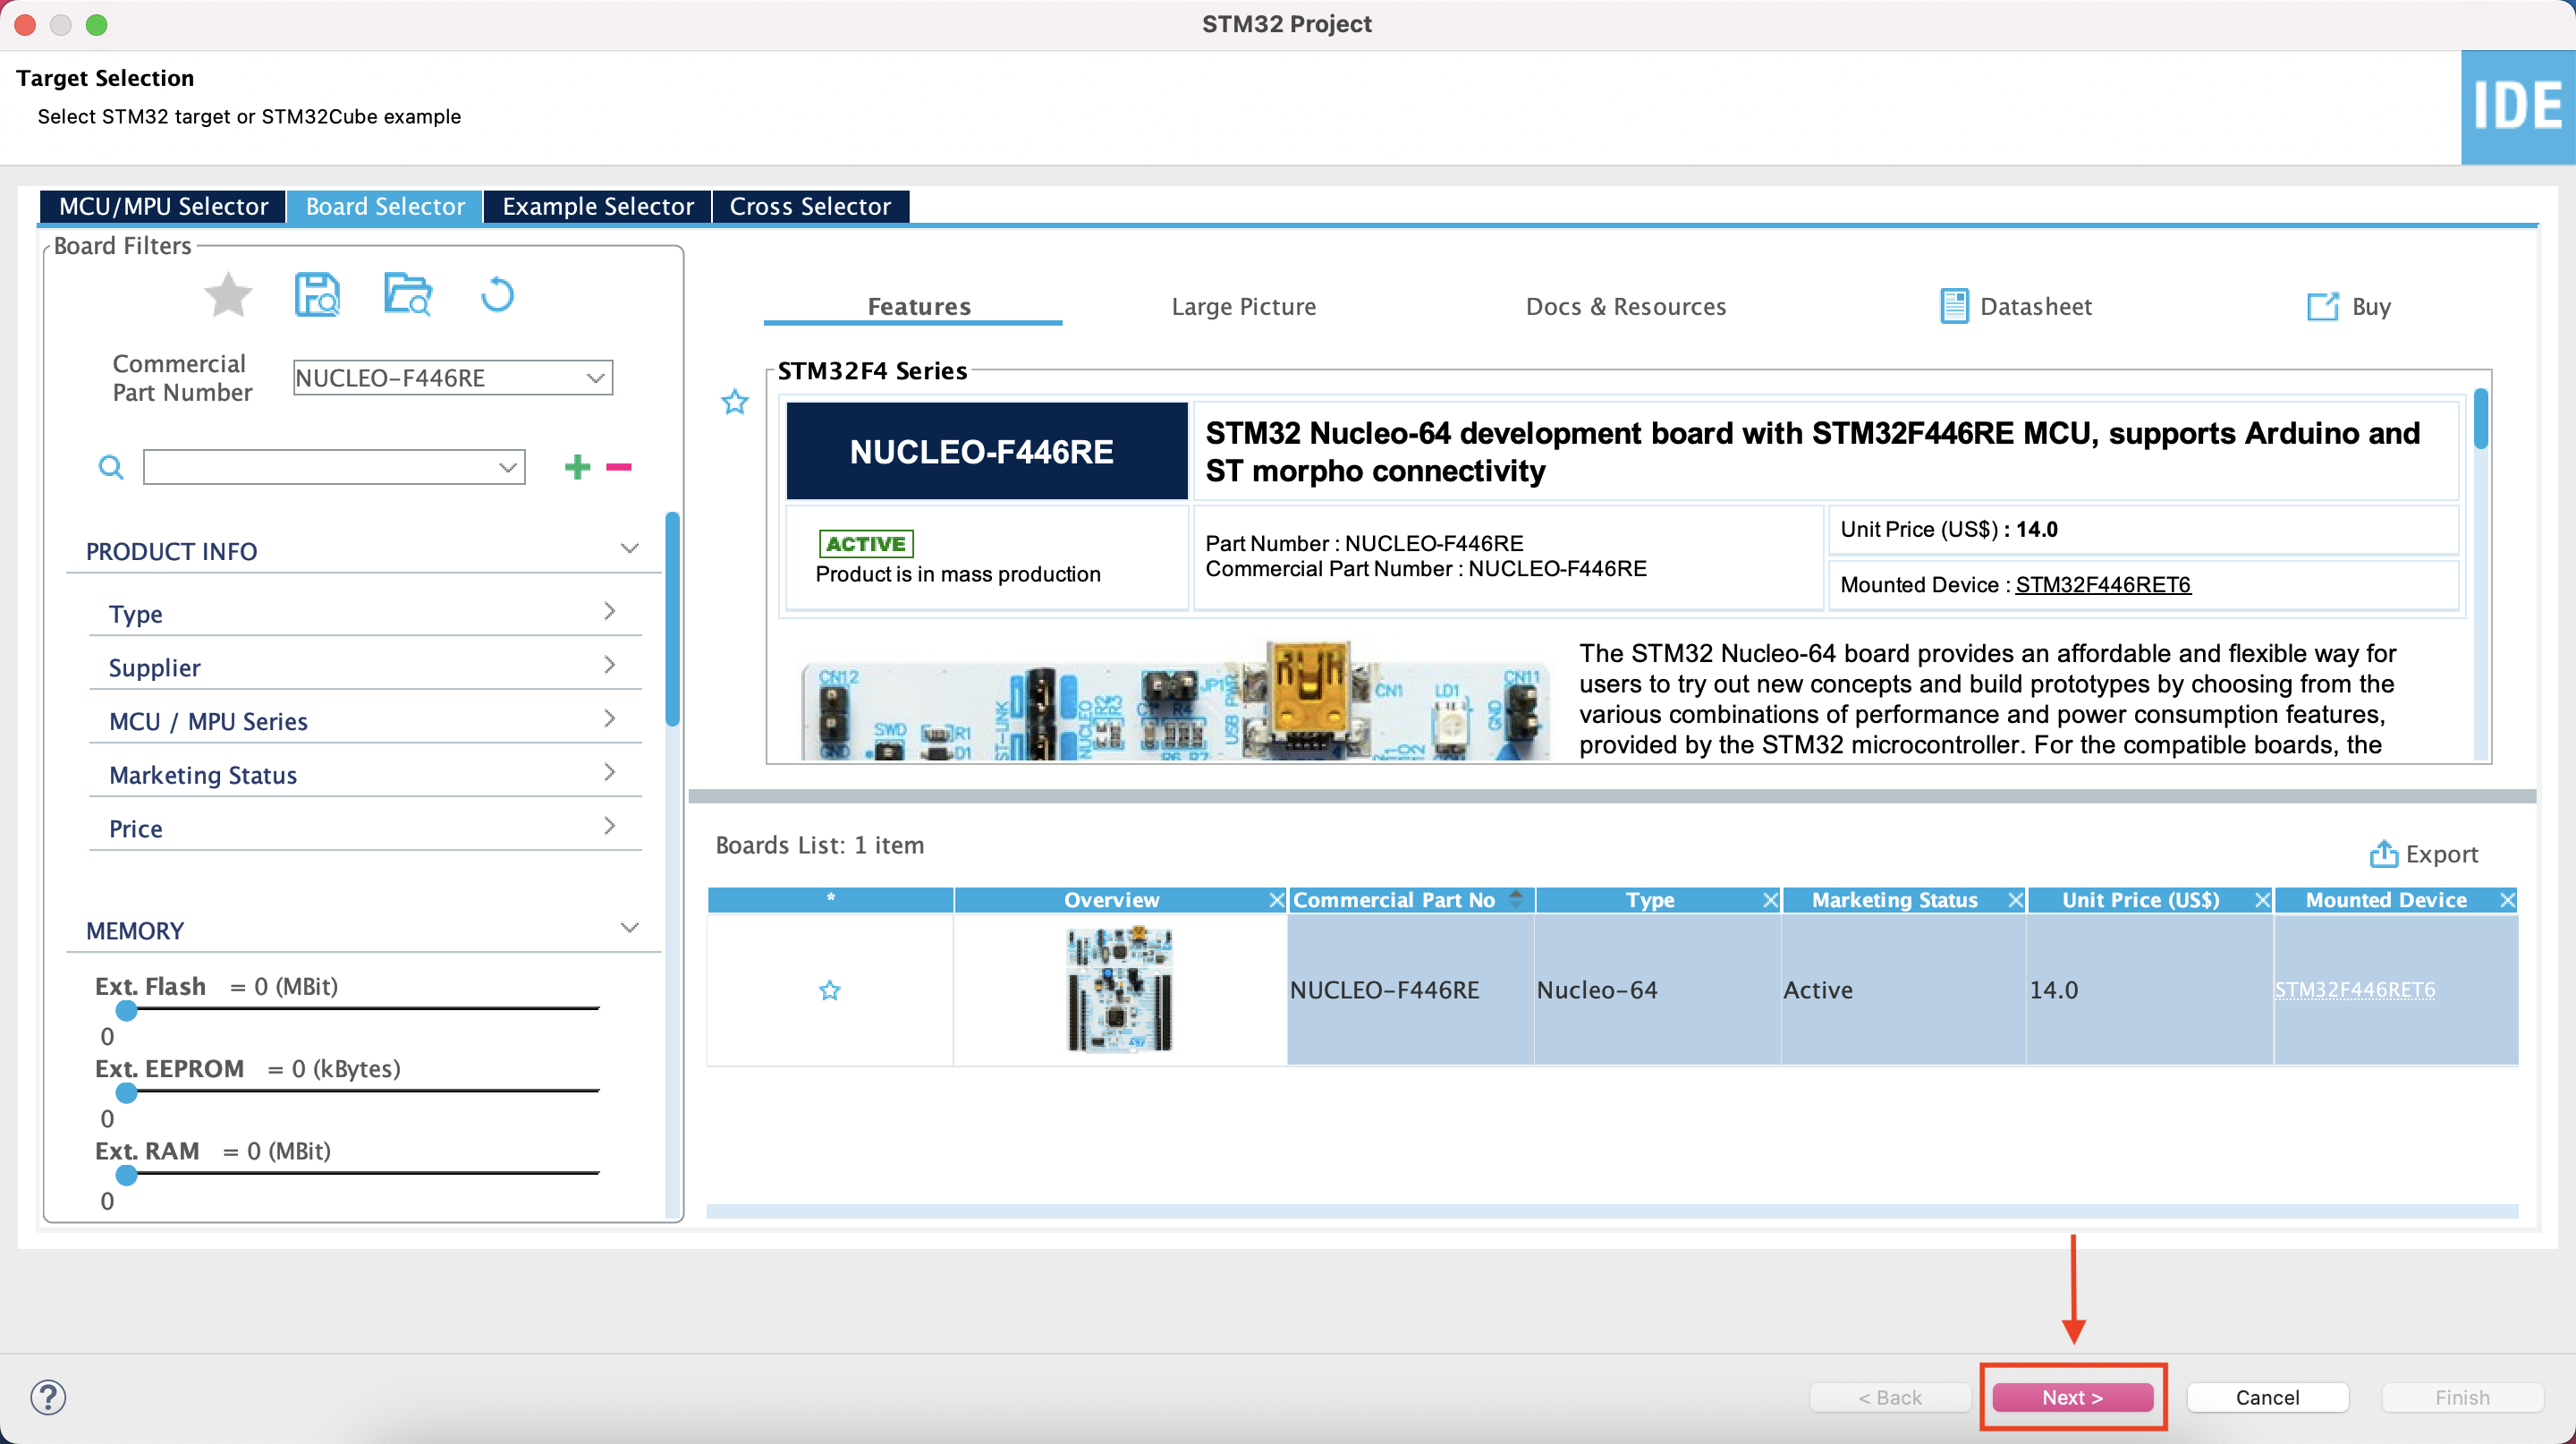 STM32 Project
Target Selection
Select STM32 target or STM32Cube example
IDE
MCU/MPU Selector
Board Selector
Example Selector
Cross Selector
Board Filters
Commercial
Part Number
NUCLEO-F446RE
PRODUCT INFO
Type
Supplier
MCU / MPU Series
Marketing Status
Price
MEMORY
Ext. Flash = 0 (MBit)
0
Ext. EEPROM = 0 (kBytes)
0
Ext. RAM = 0 (MBit)
0
Features
Large Picture
Docs & Resources
Datasheet
Buy
STM32F4 Series
NUCLEO-F446RE
STM32 Nucleo-64 development board with STM32F446RE MCU, supports Arduino and
ST morpho connectivity
ACTIVE
Product is in mass production
Part Number : NUCLEO-F446RE
Commercial Part Number : NUCLEO-F446RE
Unit Price (US$) : 14.0
Mounted Device : STM32F446RET6
CN12
GND
SWD
R1
D1
ST-LINK
NUCLEO
R2
R3
JP1
R4
USB PWR
CN1
LD1
GND
CN11
The STM32 Nucleo-64 board provides an affordable and flexible way for
users to try out new concepts and build prototypes by choosing from the
various combinations of performance and power consumption features,
provided by the STM32 microcontroller. For the compatible boards, the
Boards List: 1 item
Export
* Overview Commercial Part No Type Marketing Status Unit Price (US$) Mounted Device
NUCLEO-F446RE Nucleo-64 Active 14.0 STM32F446RET6
?
< Back
Next >
Cancel
Finish